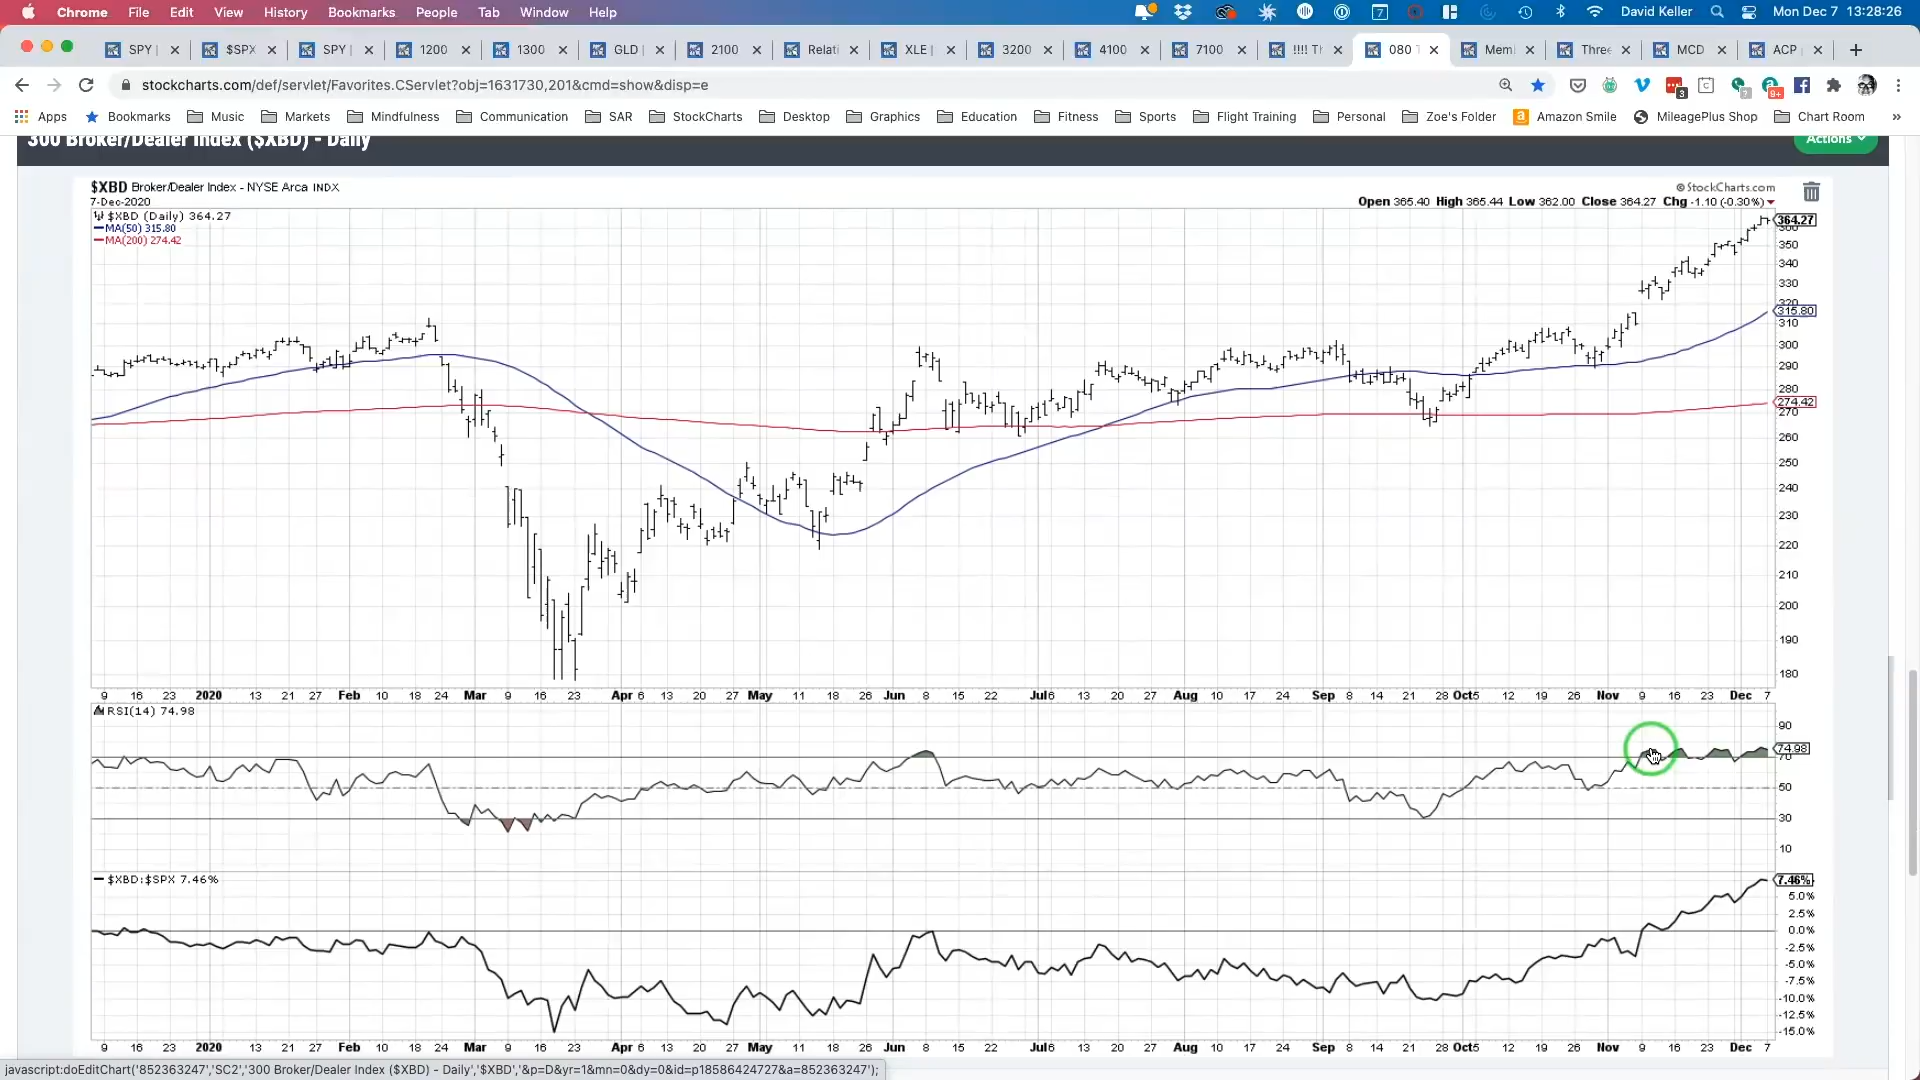 Chrome File Edit View History Bookmarks People Tab Window Help David Keller Mon Dec 7 13:28:26
SPY $SPX SPY 1200 1300 GLD 2100 Relati XLE 3200 4100 7100 !!!! Th 080 T Meml Three MCD ACP
stockcharts.com/def/servlet/Favorites.CServlet?obj=1631730,201&cmd=show&disp=e
Apps Bookmarks Music Markets Mindfulness Communication SAR StockCharts Desktop Graphics Education Fitness Sports Flight Training Personal Zoe's Folder Amazon Smile MileagePlus Shop Chart Room »
300 Broker/Dealer Index ($XBD) - Daily Actions
$XBD Broker/Dealer Index - NYSE Arca INDX © StockCharts.com
7-Dec-2020 Open 365.40 High 365.44 Low 362.00 Close 364.27 Chg -1.10 (-0.30%)
$XBD (Daily) 364.27
MA(50) 315.80
MA(200) 274.42
364.27
360
350
340
330
320
315.80
310
300
290
280
274.42
270
260
250
240
230
220
210
200
190
180
9 16 23 2020 13 21 27 Feb 10 18 24 Mar 9 16 23 Apr 6 13 20 27 May 11 18 26 Jun 8 15 22 Jul 6 13 20 27 Aug 10 17 24 Sep 8 14 21 28 Oct 5 12 19 26 Nov 9 16 23 Dec 7
RSI(14) 74.98
90
74.98
70
50
30
10
$XBD:$SPX 7.46%
7.46%
5.0%
2.5%
0.0%
-2.5%
-5.0%
-7.5%
-10.0%
-12.5%
-15.0%
9 16 23 2020 13 21 27 Feb 10 18 24 Mar 9 16 23 Apr 6 13 20 27 May 11 18 26 Jun 8 15 22 Jul 6 13 20 27 Aug 10 17 24 Sep 8 14 21 28 Oct 5 12 19 26 Nov 9 16 23 Dec 7
javascript:doEditChart('852363247','SC2','300 Broker/Dealer Index ($XBD) - Daily','$XBD','&p=D&yr=1&mn=0&dy=0&id=p18586424727&a=852363247');